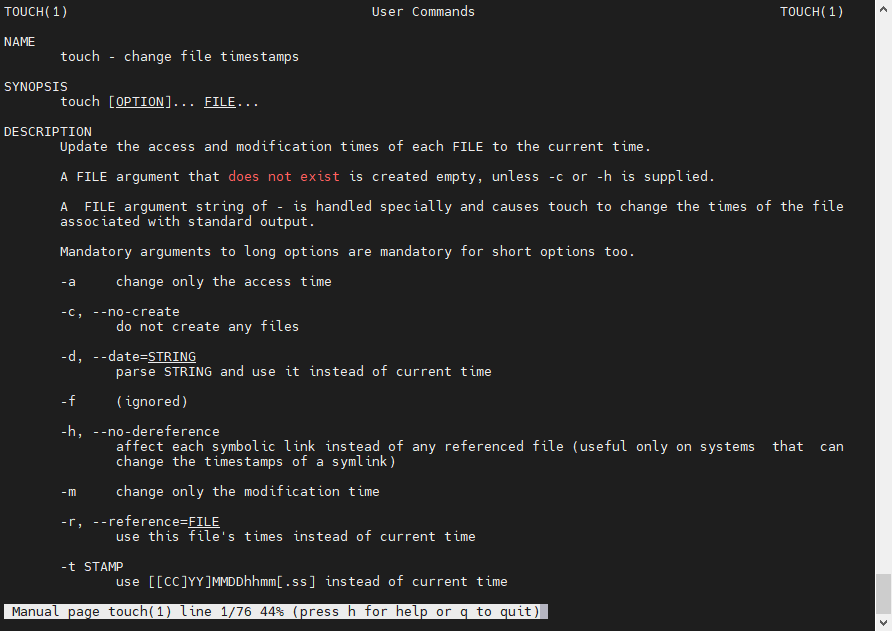 TOUCH(1) User Commands TOUCH(1)
NAME
touch - change file timestamps
SYNOPSIS
touch [OPTION]... FILE...
DESCRIPTION
Update the access and modification times of each FILE to the current time.
A FILE argument that does not exist is created empty, unless -c or -h is supplied.
A FILE argument string of - is handled specially and causes touch to change the times of the file
associated with standard output.
Mandatory arguments to long options are mandatory for short options too.
-a change only the access time
-c, --no-create
do not create any files
-d, --date=STRING
parse STRING and use it instead of current time
-f (ignored)
-h, --no-dereference
affect each symbolic link instead of any referenced file (useful only on systems that can
change the timestamps of a symlink)
-m change only the modification time
-r, --reference=FILE
use this file's times instead of current time
-t STAMP
use [[CC]YY]MMDDhhmm[.ss] instead of current time
Manual page touch(1) line 1/76 44% (press h for help or q to quit)